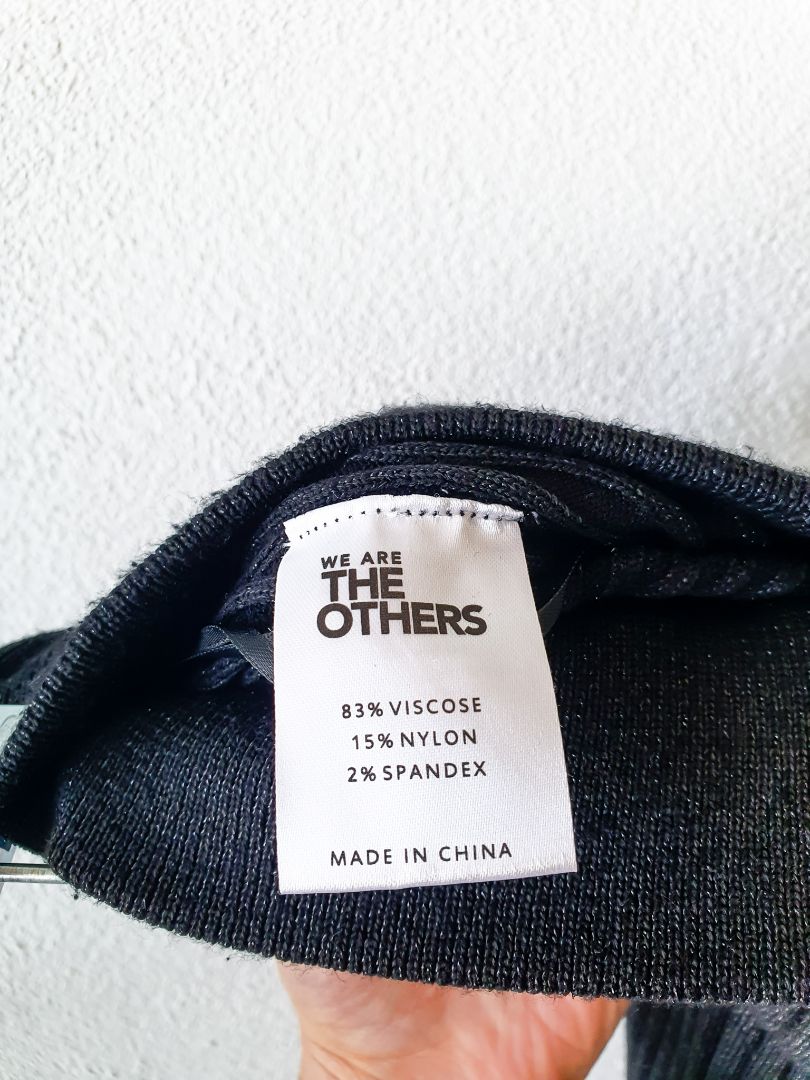 WE ARE
THE
OTHERS
83% VISCOSE
15% NYLON
2% SPANDEX
MADE IN CHINA